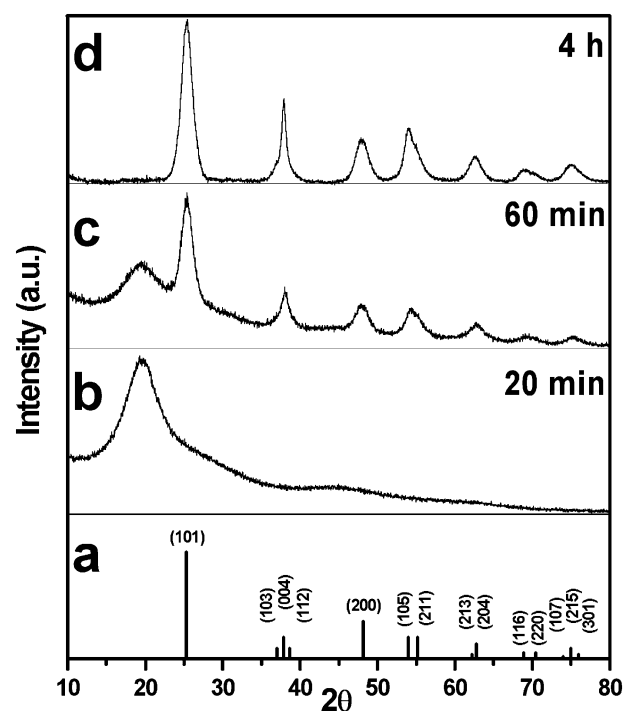 d
4 h
c
60 min
b
20 min
a
(101)
(103)
(004)
(112)
(200)
(105)
(211)
(213)
(204)
(116)
(220)
(107)
(215)
(301)
10 20 30 40 50 60 70 80
2θ
Intensity (a.u.)